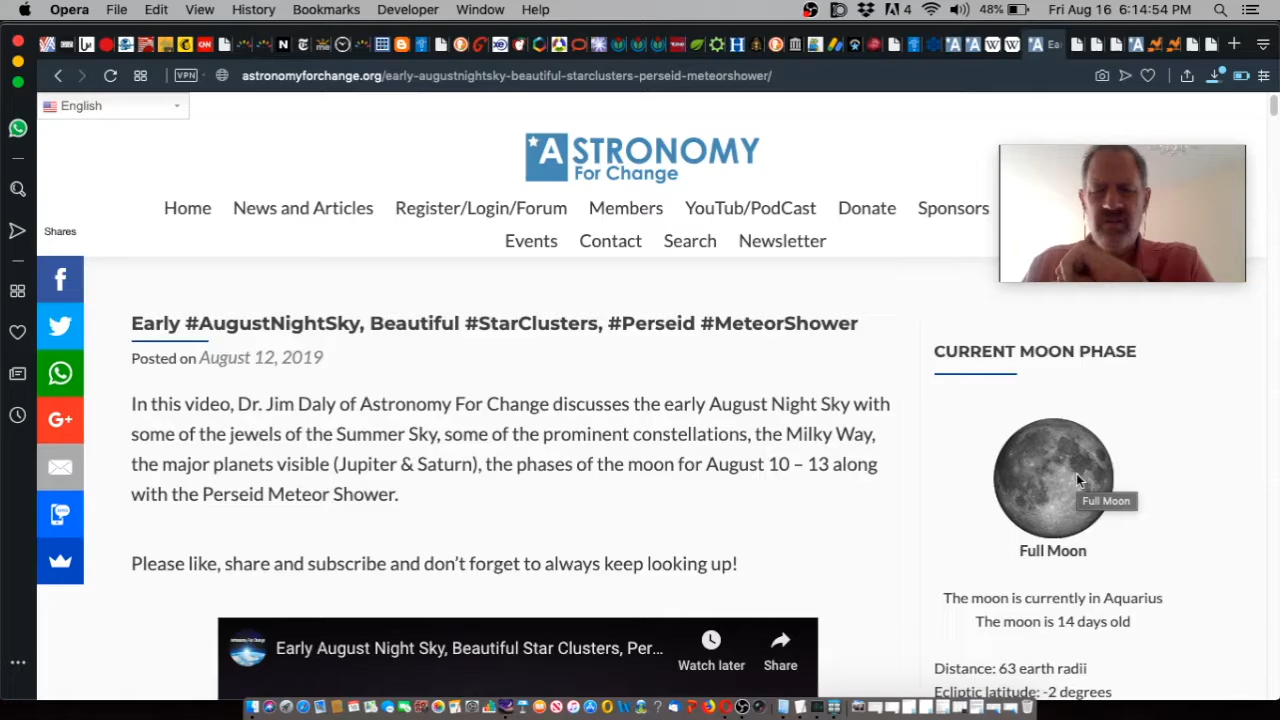 Opera File Edit View History Bookmarks Developer Window Help
4 48% Fri Aug 16 6:14:54 PM
Ea
VPN astronomyforchange.org/early-augustnightsky-beautiful-starclusters-perseid-meteorshower/
English
ASTRONOMY
For Change
Home News and Articles Register/Login/Forum Members YouTub/PodCast Donate Sponsors
Events Contact Search Newsletter
Shares
Early #AugustNightSky, Beautiful #StarClusters, #Perseid #MeteorShower
Posted on August 12, 2019
In this video, Dr. Jim Daly of Astronomy For Change discusses the early August Night Sky with
some of the jewels of the Summer Sky, some of the prominent constellations, the Milky Way,
the major planets visible (Jupiter & Saturn), the phases of the moon for August 10 – 13 along
with the Perseid Meteor Shower.
Please like, share and subscribe and don’t forget to always keep looking up!
Early August Night Sky, Beautiful Star Clusters, Per...
Watch later
Share
CURRENT MOON PHASE
Full Moon
Full Moon
The moon is currently in Aquarius
The moon is 14 days old
Distance: 63 earth radii
Ecliptic latitude: -2 degrees